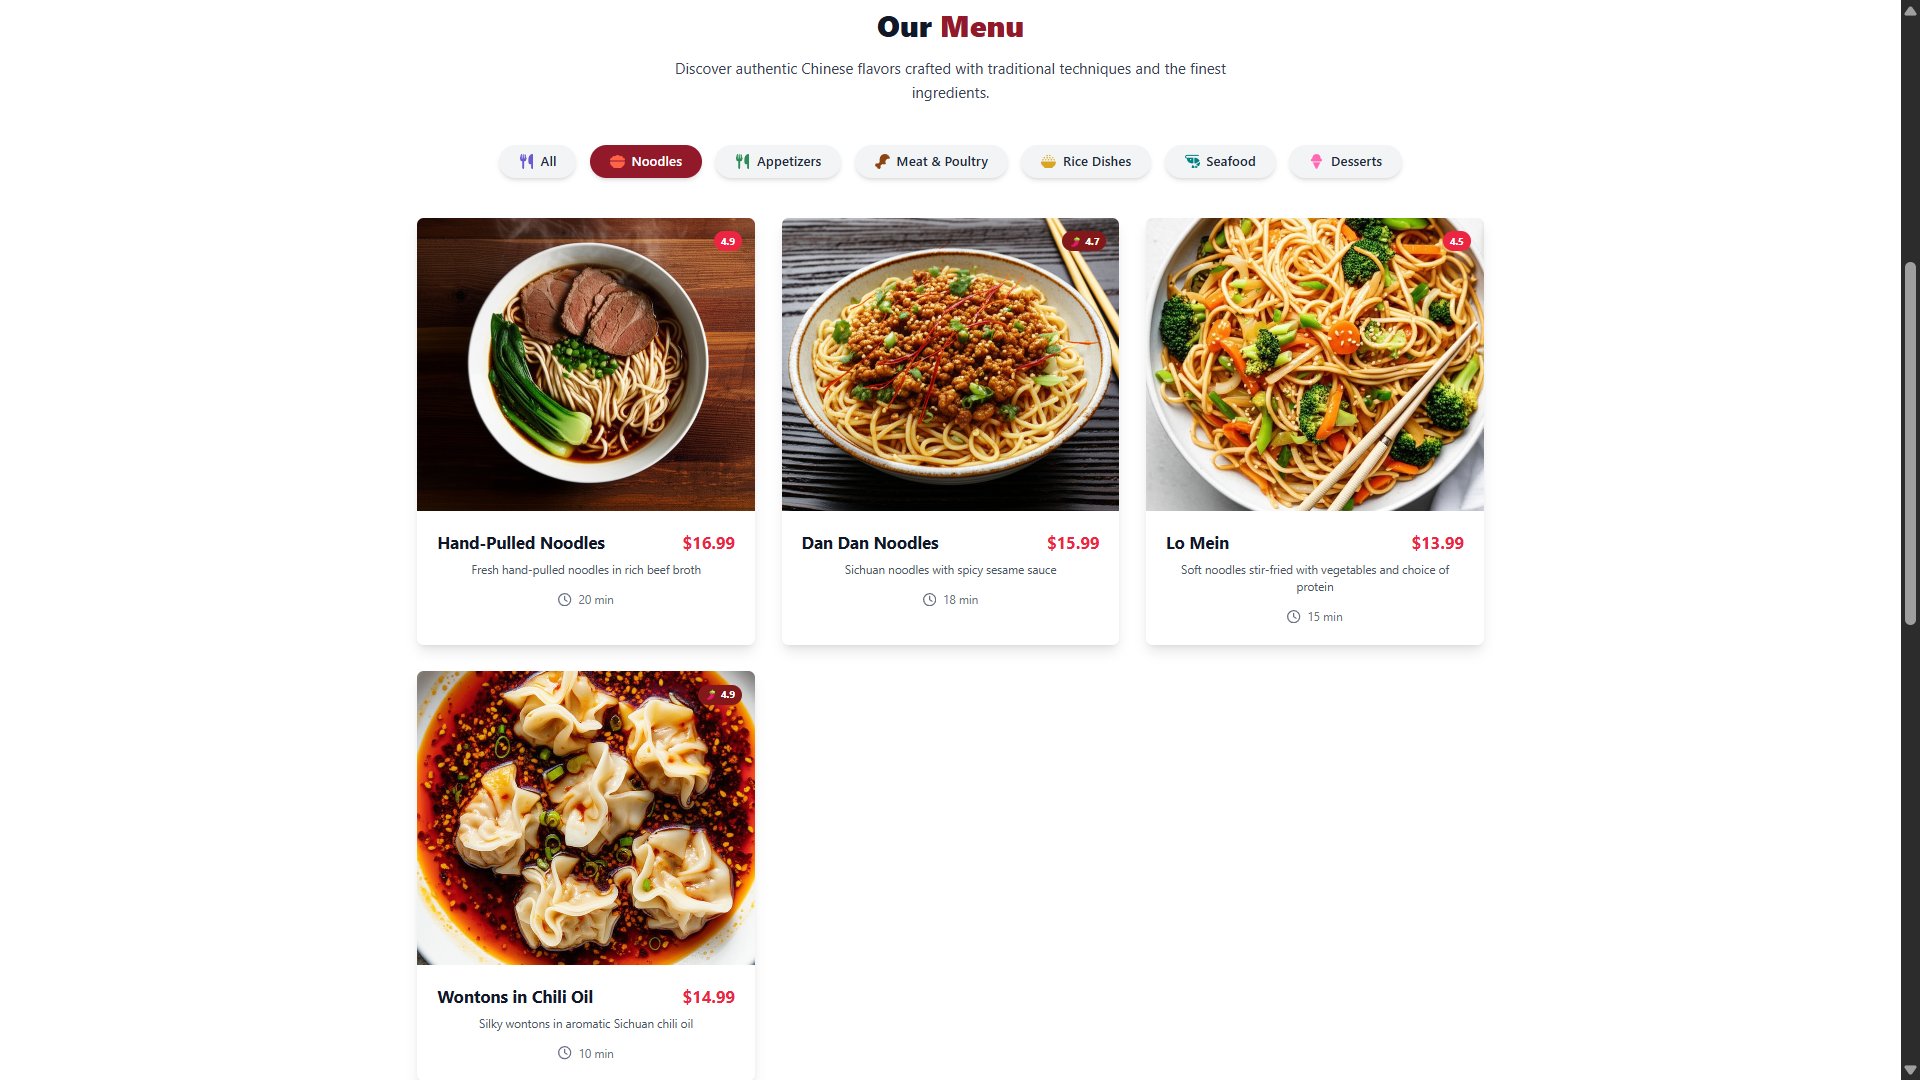 Our Menu
Discover authentic Chinese flavors crafted with traditional techniques and the finest
ingredients.
All
Noodles
Appetizers
Meat & Poultry
Rice Dishes
Seafood
Desserts
4.9
4.7
4.5
Hand-Pulled Noodles $16.99
Fresh hand-pulled noodles in rich beef broth
20 min
Dan Dan Noodles $15.99
Sichuan noodles with spicy sesame sauce
18 min
Lo Mein $13.99
Soft noodles stir-fried with vegetables and choice of
protein
15 min
4.9
Wontons in Chili Oil $14.99
Silky wontons in aromatic Sichuan chili oil
10 min